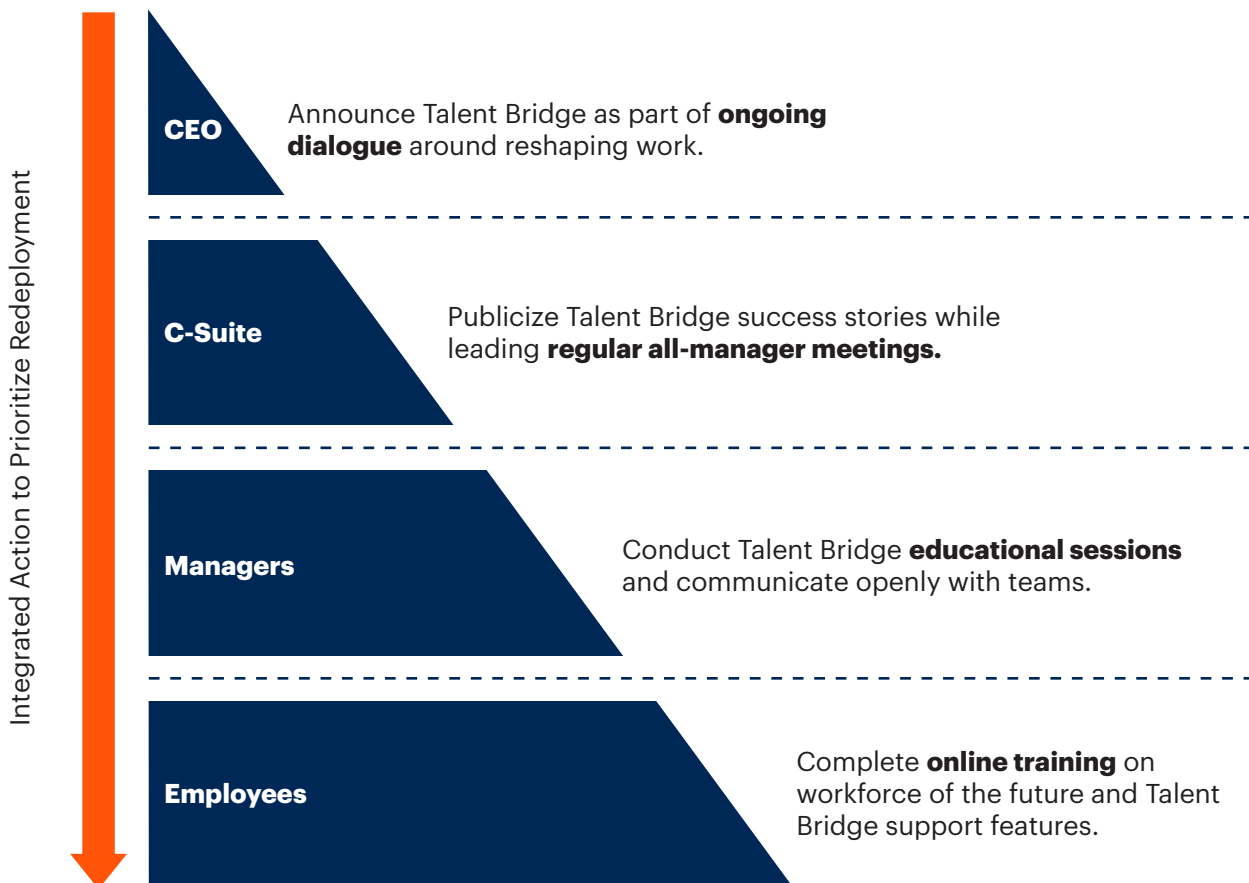 Integrated Action to Prioritize Redeployment
CEO
Announce Talent Bridge as part of ongoing
dialogue around reshaping work.
C-Suite
Publicize Talent Bridge success stories while
leading regular all-manager meetings.
Managers
Conduct Talent Bridge educational sessions
and communicate openly with teams.
Employees
Complete online training on
workforce of the future and Talent
Bridge support features.